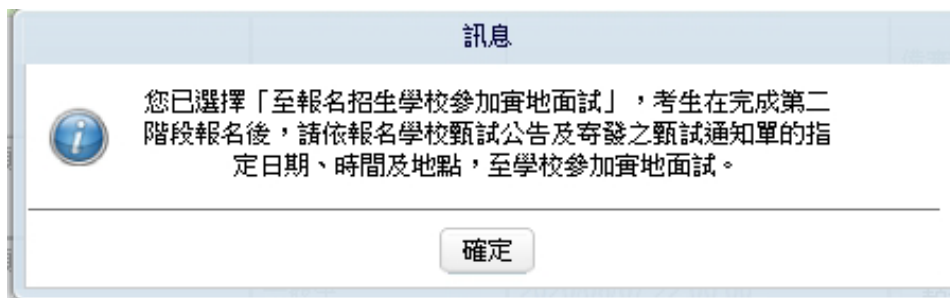 訊息
您已選擇「至報名招生學校參加實地面試」，考生在完成第二
階段報名後，請依報名學校甄試公告及寄發之甄試通知單的指
定日期、時間及地點，至學校參加實地面試。
確定